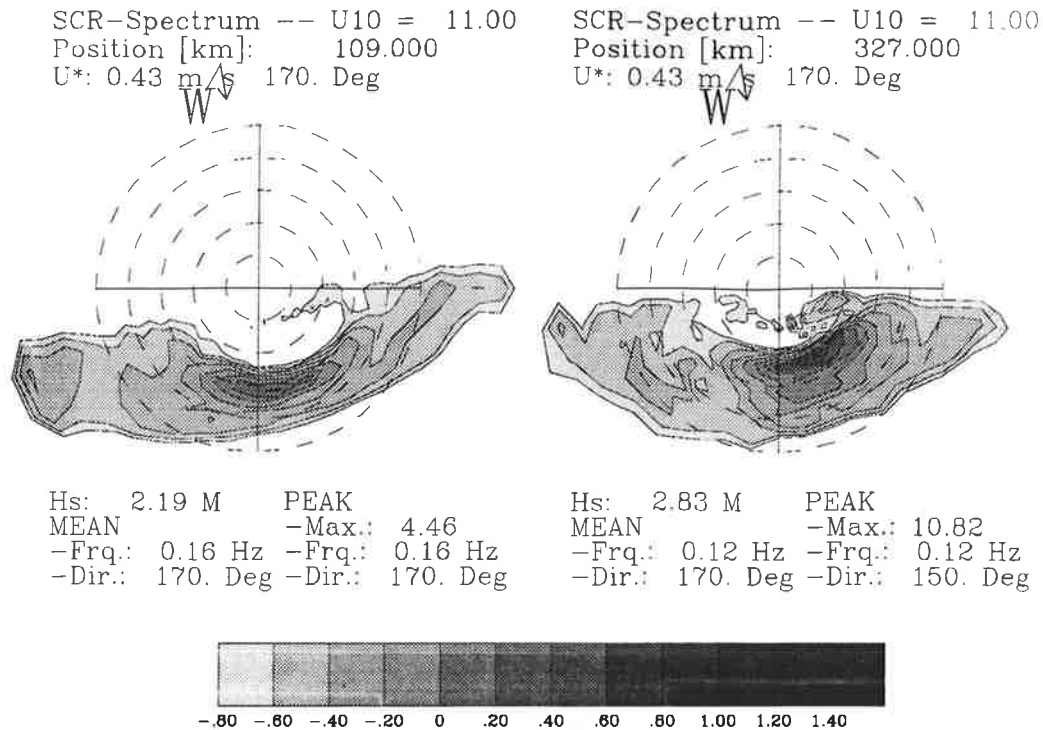 SCR-Spectrum -- U10 = 11.00
Position [km]: 109.000
U*: 0.43 m/s 170. Deg
W
SCR-Spectrum -- U10 = 11.00
Position [km]: 327.000
U*: 0.43 m/s 170. Deg
W
Hs: 2.19 M PEAK
MEAN -Max.: 4.46
-Frq.: 0.16 Hz -Frq.: 0.16 Hz
-Dir.: 170. Deg -Dir.: 170. Deg
Hs: 2.83 M PEAK
MEAN -Max.: 10.82
-Frq.: 0.12 Hz -Frq.: 0.12 Hz
-Dir.: 170. Deg -Dir.: 150. Deg
-.80 -.60 -.40 -.20 0 .20 .40 .60 .80 1.00 1.20 1.40